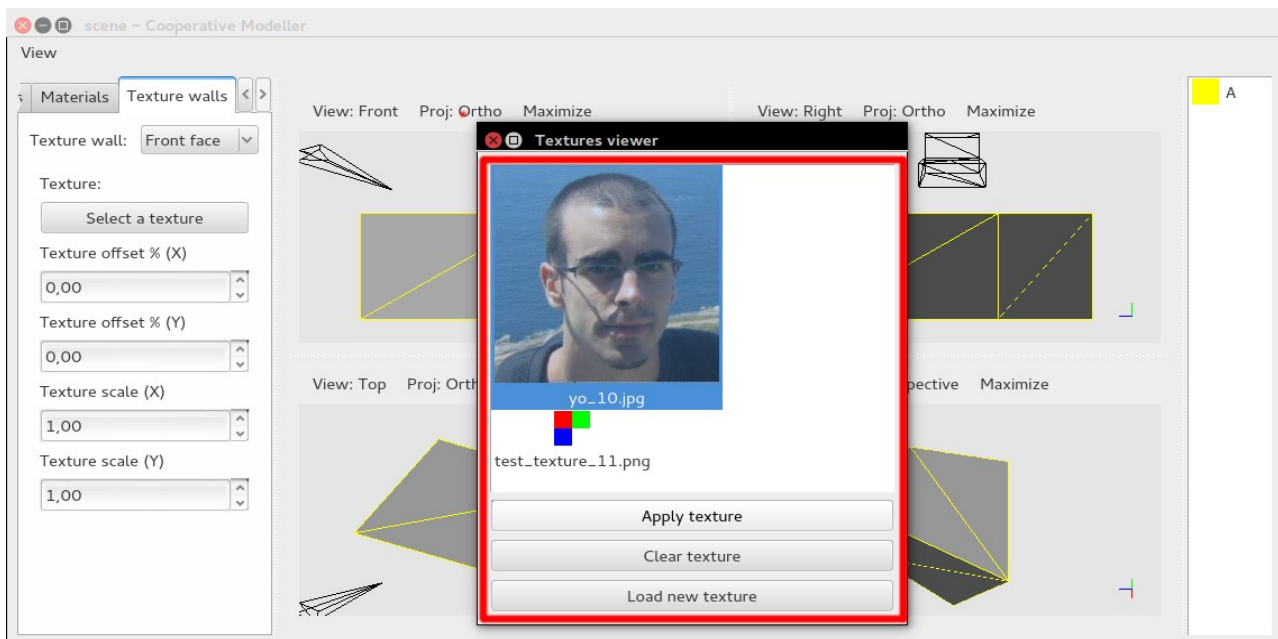 scene – Cooperative Modeller
View
Materials
Texture walls
Texture wall:
Front face
Texture:
Select a texture
Texture offset % (X)
0,00
Texture offset % (Y)
0,00
Texture scale (X)
1,00
Texture scale (Y)
1,00
View: Front Proj: Ortho Maximize
View: Right Proj: Ortho Maximize
View: Top
Proj:
Maximize
Textures viewer
yo_10.jpg
test_texture_11.png
Apply texture
Clear texture
Load new texture
A